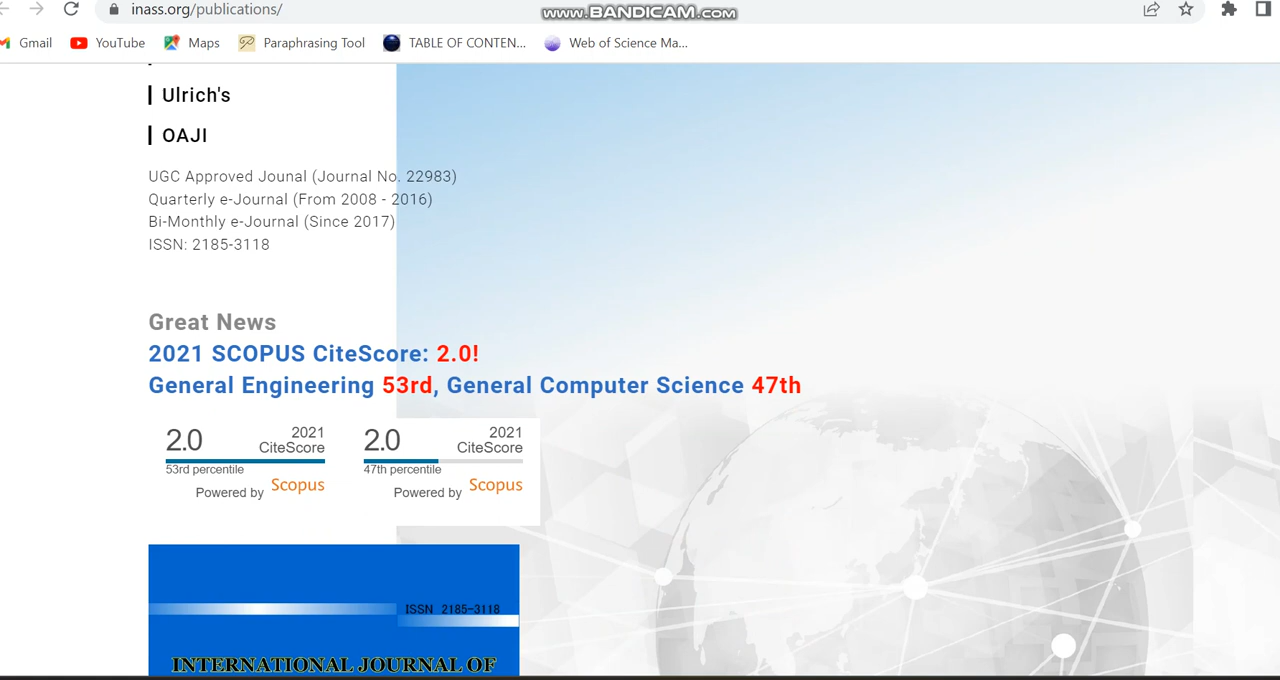 inass.org/publications/
www.BANDICAM.com
Gmail
YouTube
Maps
Paraphrasing Tool
TABLE OF CONTEN...
Web of Science Ma...
Ulrich's
OAJI
UGC Approved Jounal (Journal No. 22983)
Quarterly e-Journal (From 2008 - 2016)
Bi-Monthly e-Journal (Since 2017)
ISSN: 2185-3118
Great News
2021 SCOPUS CiteScore: 2.0!
General Engineering 53rd, General Computer Science 47th
2.0 2021 CiteScore
53rd percentile
Powered by Scopus
2.0 2021 CiteScore
47th percentile
Powered by Scopus
ISSN 2185-3118
INTERNATIONAL JOURNAL OF